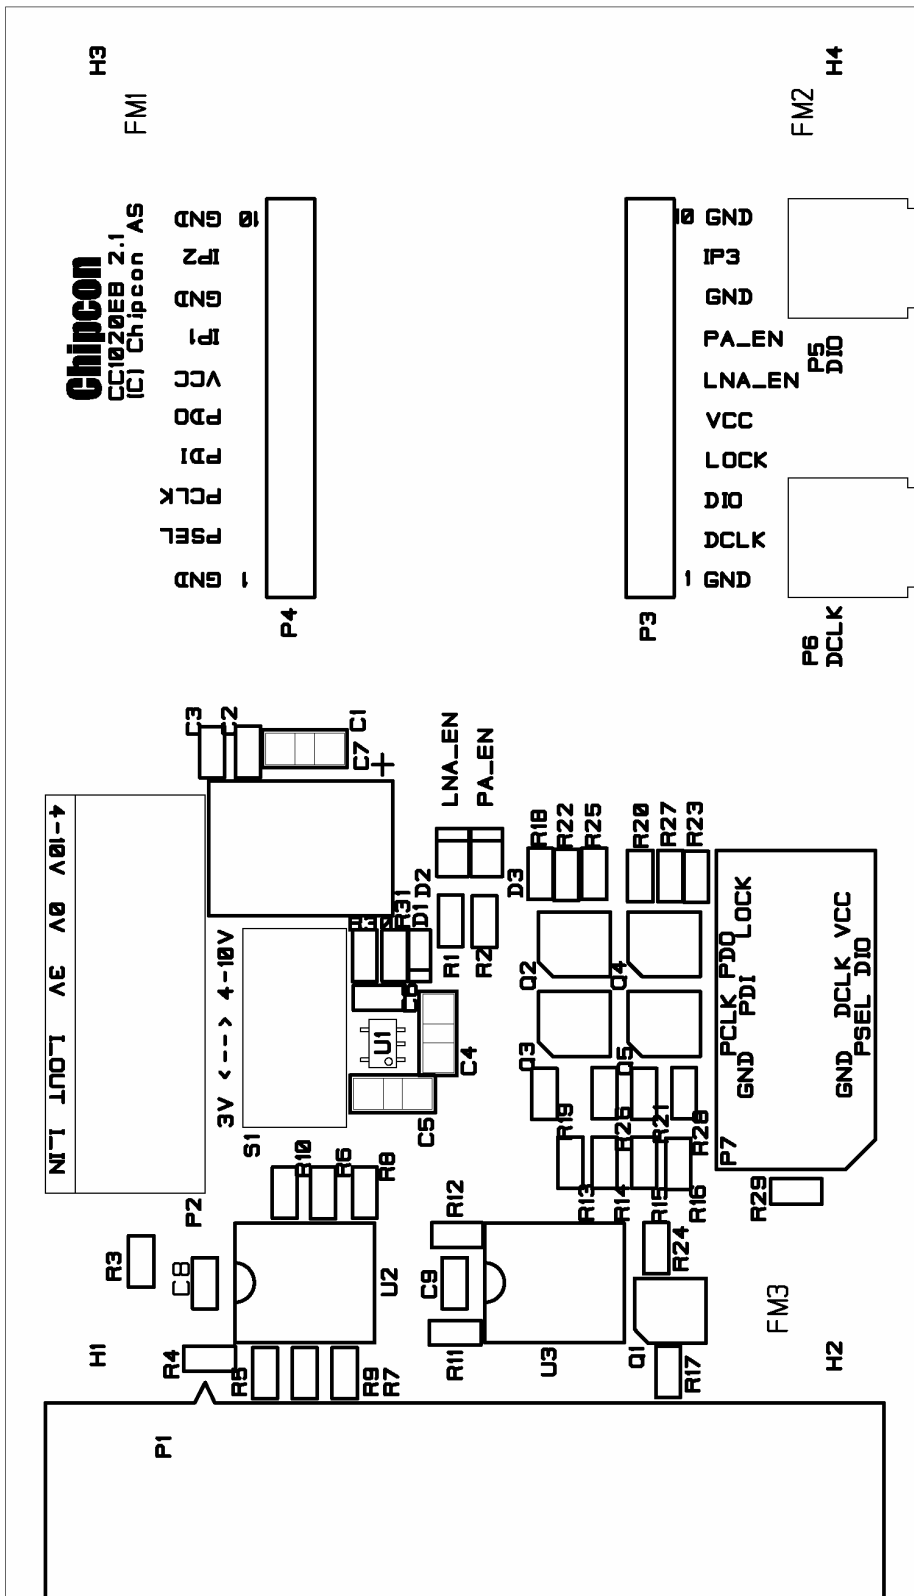 H3
H4
FM1
FM2
Chipcon
CC1020EB 2.1
(C) Chipcon AS
GND 10
IP2
GND
IP1
VCC
PDO
PDI
PCLK
PSEL
GND 1
P4
10 GND
IP3
GND
PA_EN
LNA_EN
VCC
LOCK
DIO
DCLK
1 GND
P3
P5
DIO
P6
DCLK
C3
C1
C7
+
LNA_EN
PA_EN
4-10V 0V 3V I_OUT I_IN
P2
3V <--> 4-10V
S1
R31
D1
D2
D3
R1
R2
U1
C4
C5
R18
R22
R25
R20
R27
R23
Q2
Q4
Q3
Q5
R19
R26
R21
R28
R13
R14
R15
R16
LOCK
PCLK PDO
GND PDI
DCLK VCC
GND PSEL DIO
P7
R29
R10
R6
R8
R12
R3
C8
U2
C9
R24
FM3
H1
R4
R5
R9
R7
R11
U3
Q1
R17
H2
P1